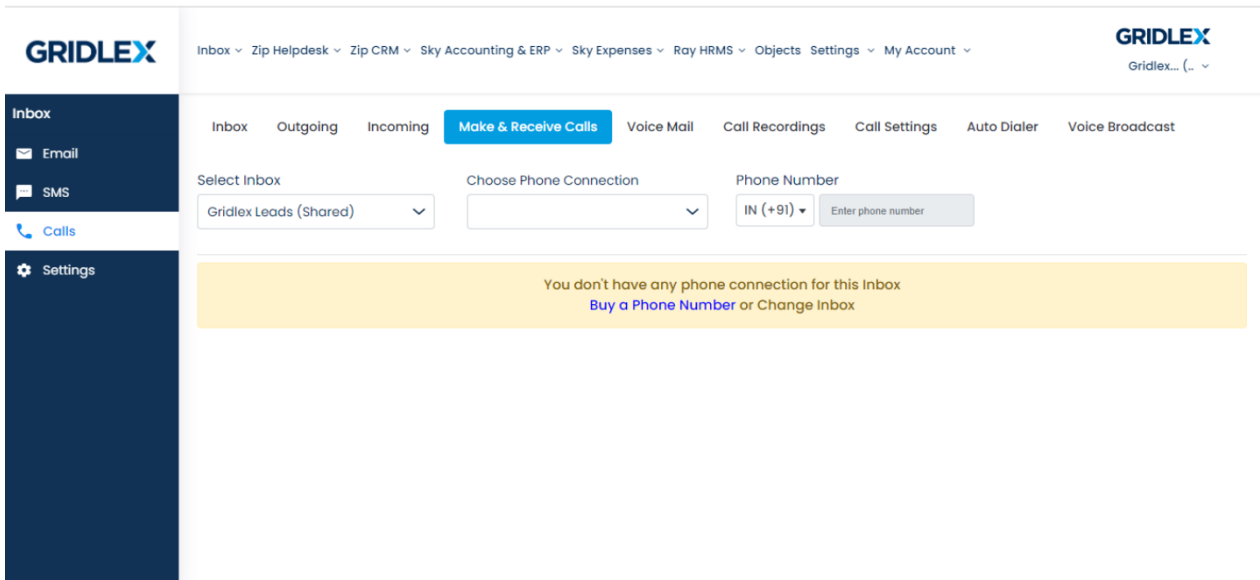 GRIDLEX
Inbox Zip Helpdesk Zip CRM Sky Accounting & ERP Sky Expenses Ray HRMS Objects Settings My Account
GRIDLEX
Gridlex... (..
Inbox
Email
SMS
Calls
Settings
Inbox Outgoing Incoming Make & Receive Calls Voice Mail Call Recordings Call Settings Auto Dialer Voice Broadcast
Select Inbox Choose Phone Connection Phone Number
Gridlex Leads (Shared) IN (+91) Enter phone number
You don't have any phone connection for this Inbox
Buy a Phone Number or Change Inbox